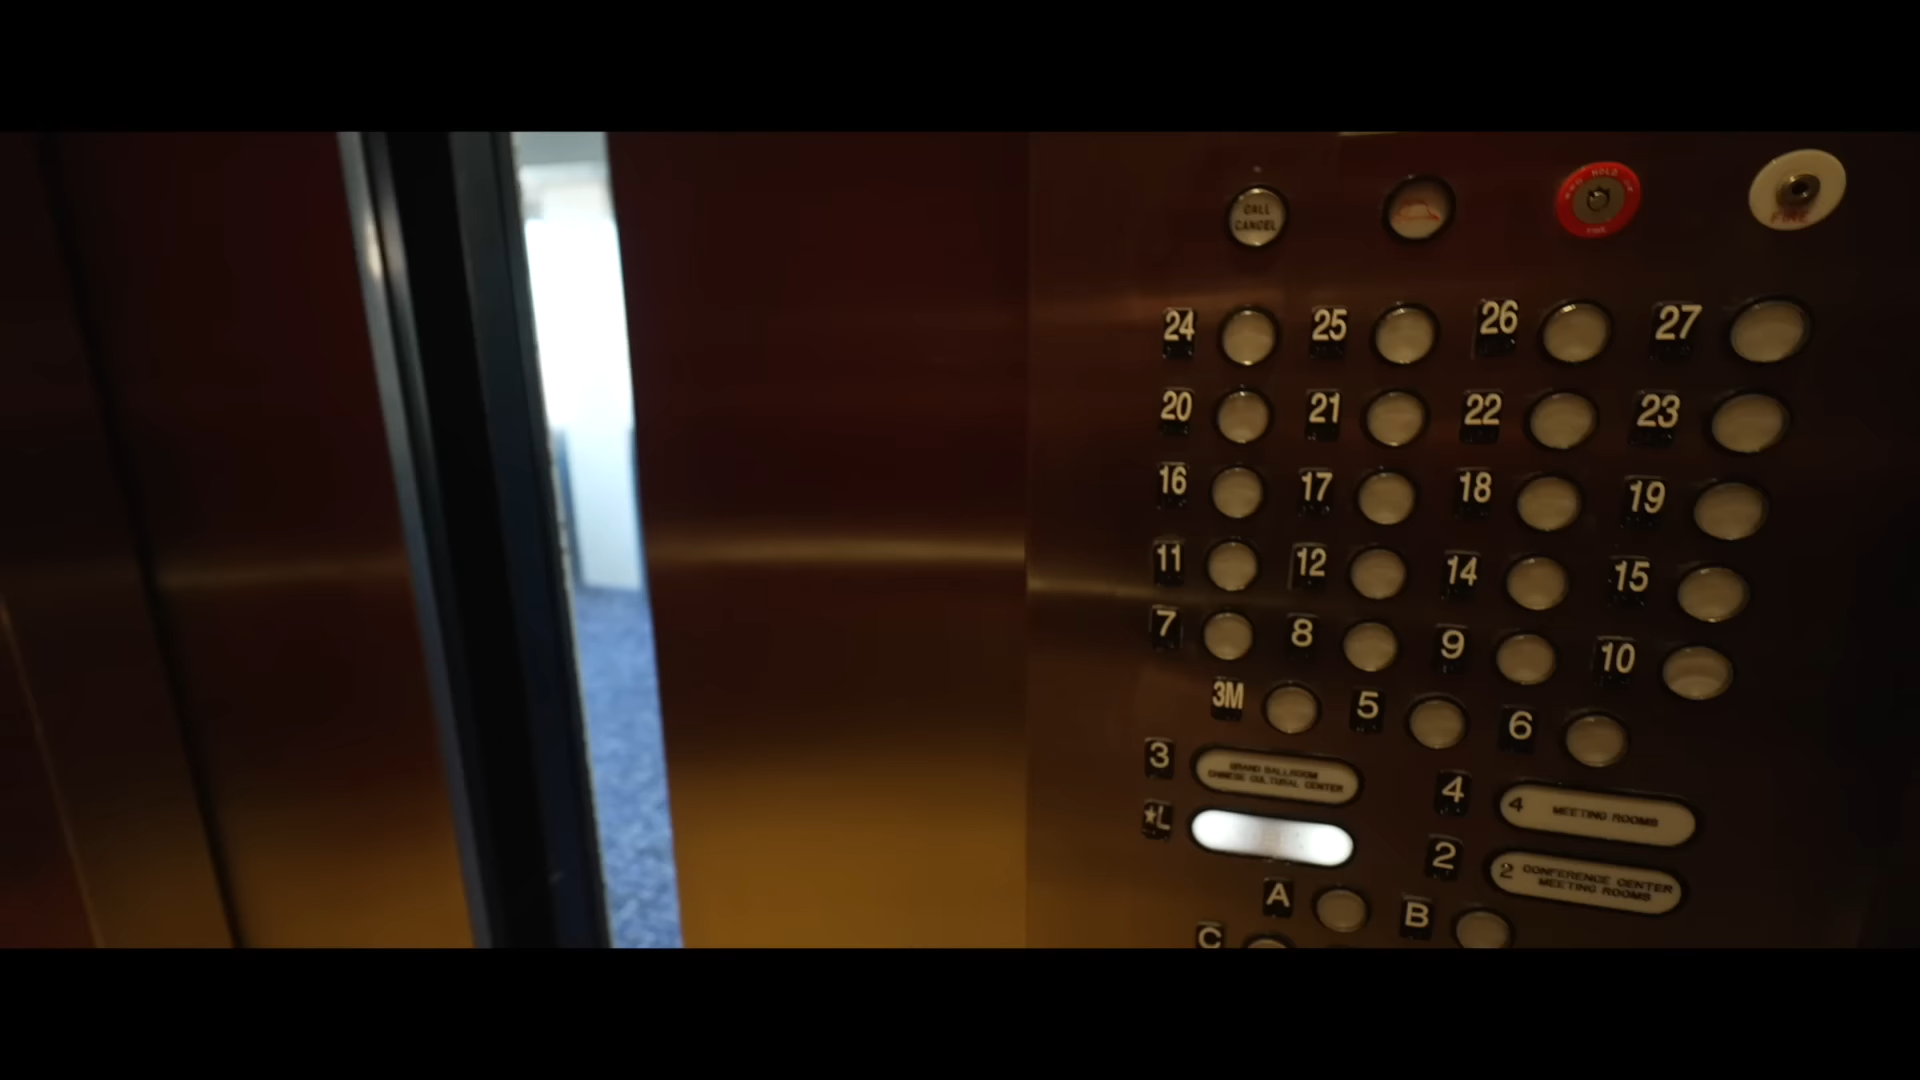 CALL
CANCEL
HOLD
FIRE
24 25 26 27
20 21 22 23
16 17 18 19
11 12 14 15
7 8 9 10
3M 5 6
3 GRAND BALLROOM
CHINESE CULTURAL CENTER
4 4 MEETING ROOMS
★L
2 2 CONFERENCE CENTER
MEETING ROOMS
A B
C